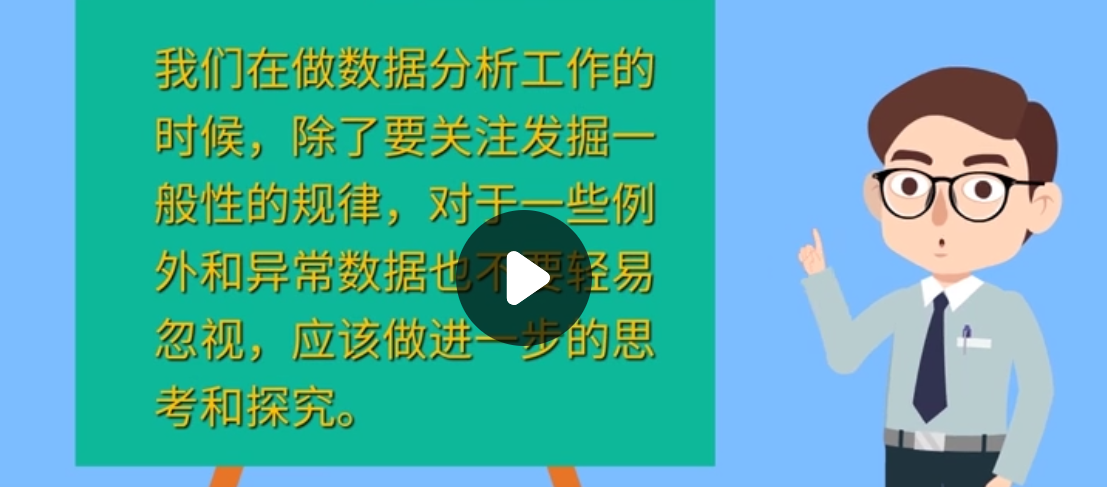 我们在做数据分析工作的
时候，除了要关注发掘一
般性的规律，对于一些例
外和异常数据也不要轻易
忽视，应该做进一步的思
考和探究。